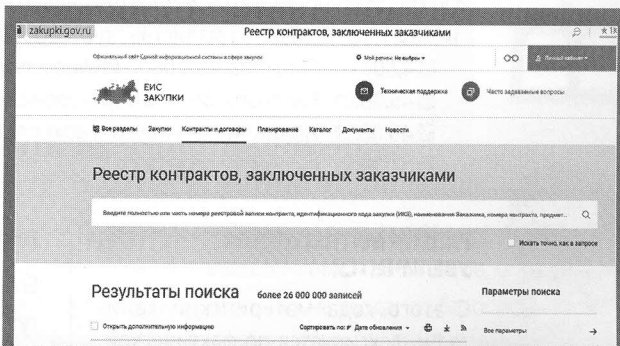 zakupki.gov.ru Реестр контрактов, заключенных заказчиками
Официальный сайт Единой информационной системы в сфере закупок Мой регион: Не выбран Личный кабинет
ЕИС
ЗАКУПКИ
Техническая поддержка Часто задаваемые вопросы
Все разделы Закупки Контракты и договоры Планирование Каталог Документы Новости
Реестр контрактов, заключенных заказчиками
Введите полностью или часть номера реестровой записи контракта, идентификационного кода закупки (ИКЗ), наименования Заказчика, номера контракта, предмет...
Искать точно, как в запросе
Результаты поиска более 26 000 000 записей Параметры поиска
Открыть дополнительную информацию Сортировать по: Дате обновления Все параметры